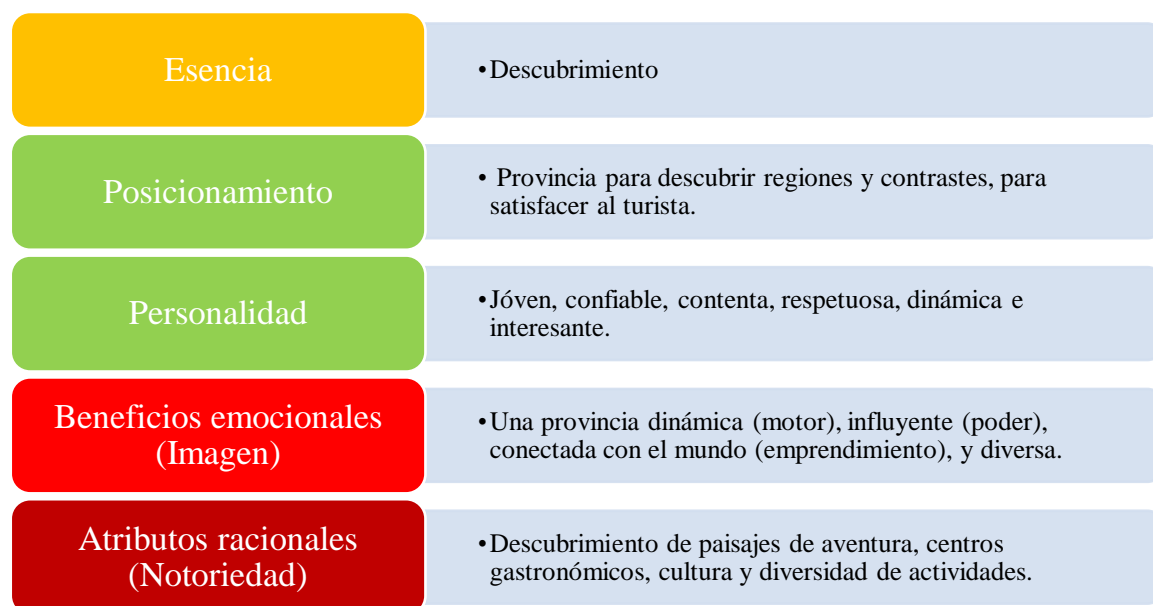 Esencia
•Descubrimiento
Posicionamiento
• Provincia para descubrir regiones y contrastes, para
satisfacer al turista.
Personalidad
•Jóven, confiable, contenta, respetuosa, dinámica e
interesante.
Beneficios emocionales
(Imagen)
•Una provincia dinámica (motor), influyente (poder),
conectada con el mundo (emprendimiento), y diversa.
Atributos racionales
(Notoriedad)
•Descubrimiento de paisajes de aventura, centros
gastronómicos, cultura y diversidad de actividades.